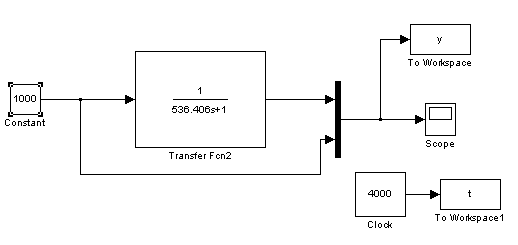 y
To Workspace
1000
Constant
1
536.406s+1
Transfer Fcn2
Scope
4000
Clock
t
To Workspace1